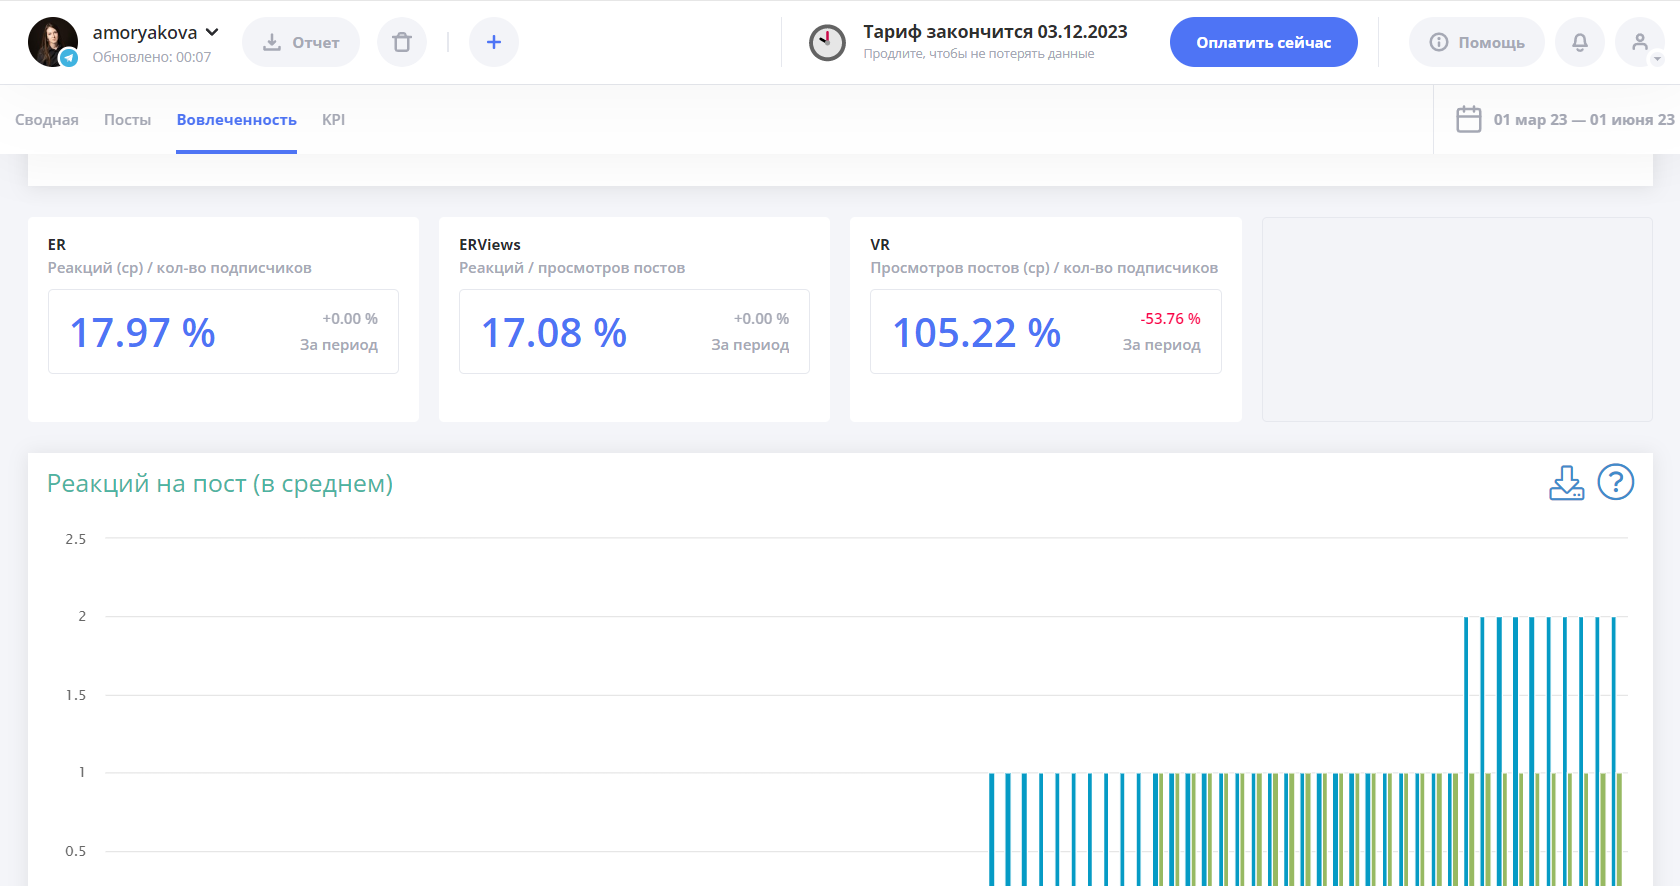 amoryakova
Обновлено: 00:07
Отчет
Тариф закончится 03.12.2023
Продлите, чтобы не потерять данные
Оплатить сейчас
Помощь
Сводная
Посты
Вовлеченность
KPI
01 мар 23 — 01 июня 23
ER
Реакций (ср) / кол-во подписчиков
17.97 %
+0.00 %
За период
ERViews
Реакций / просмотров постов
17.08 %
+0.00 %
За период
VR
Просмотров постов (ср) / кол-во подписчиков
105.22 %
-53.76 %
За период
Реакций на пост (в среднем)
2.5
2
1.5
1
0.5